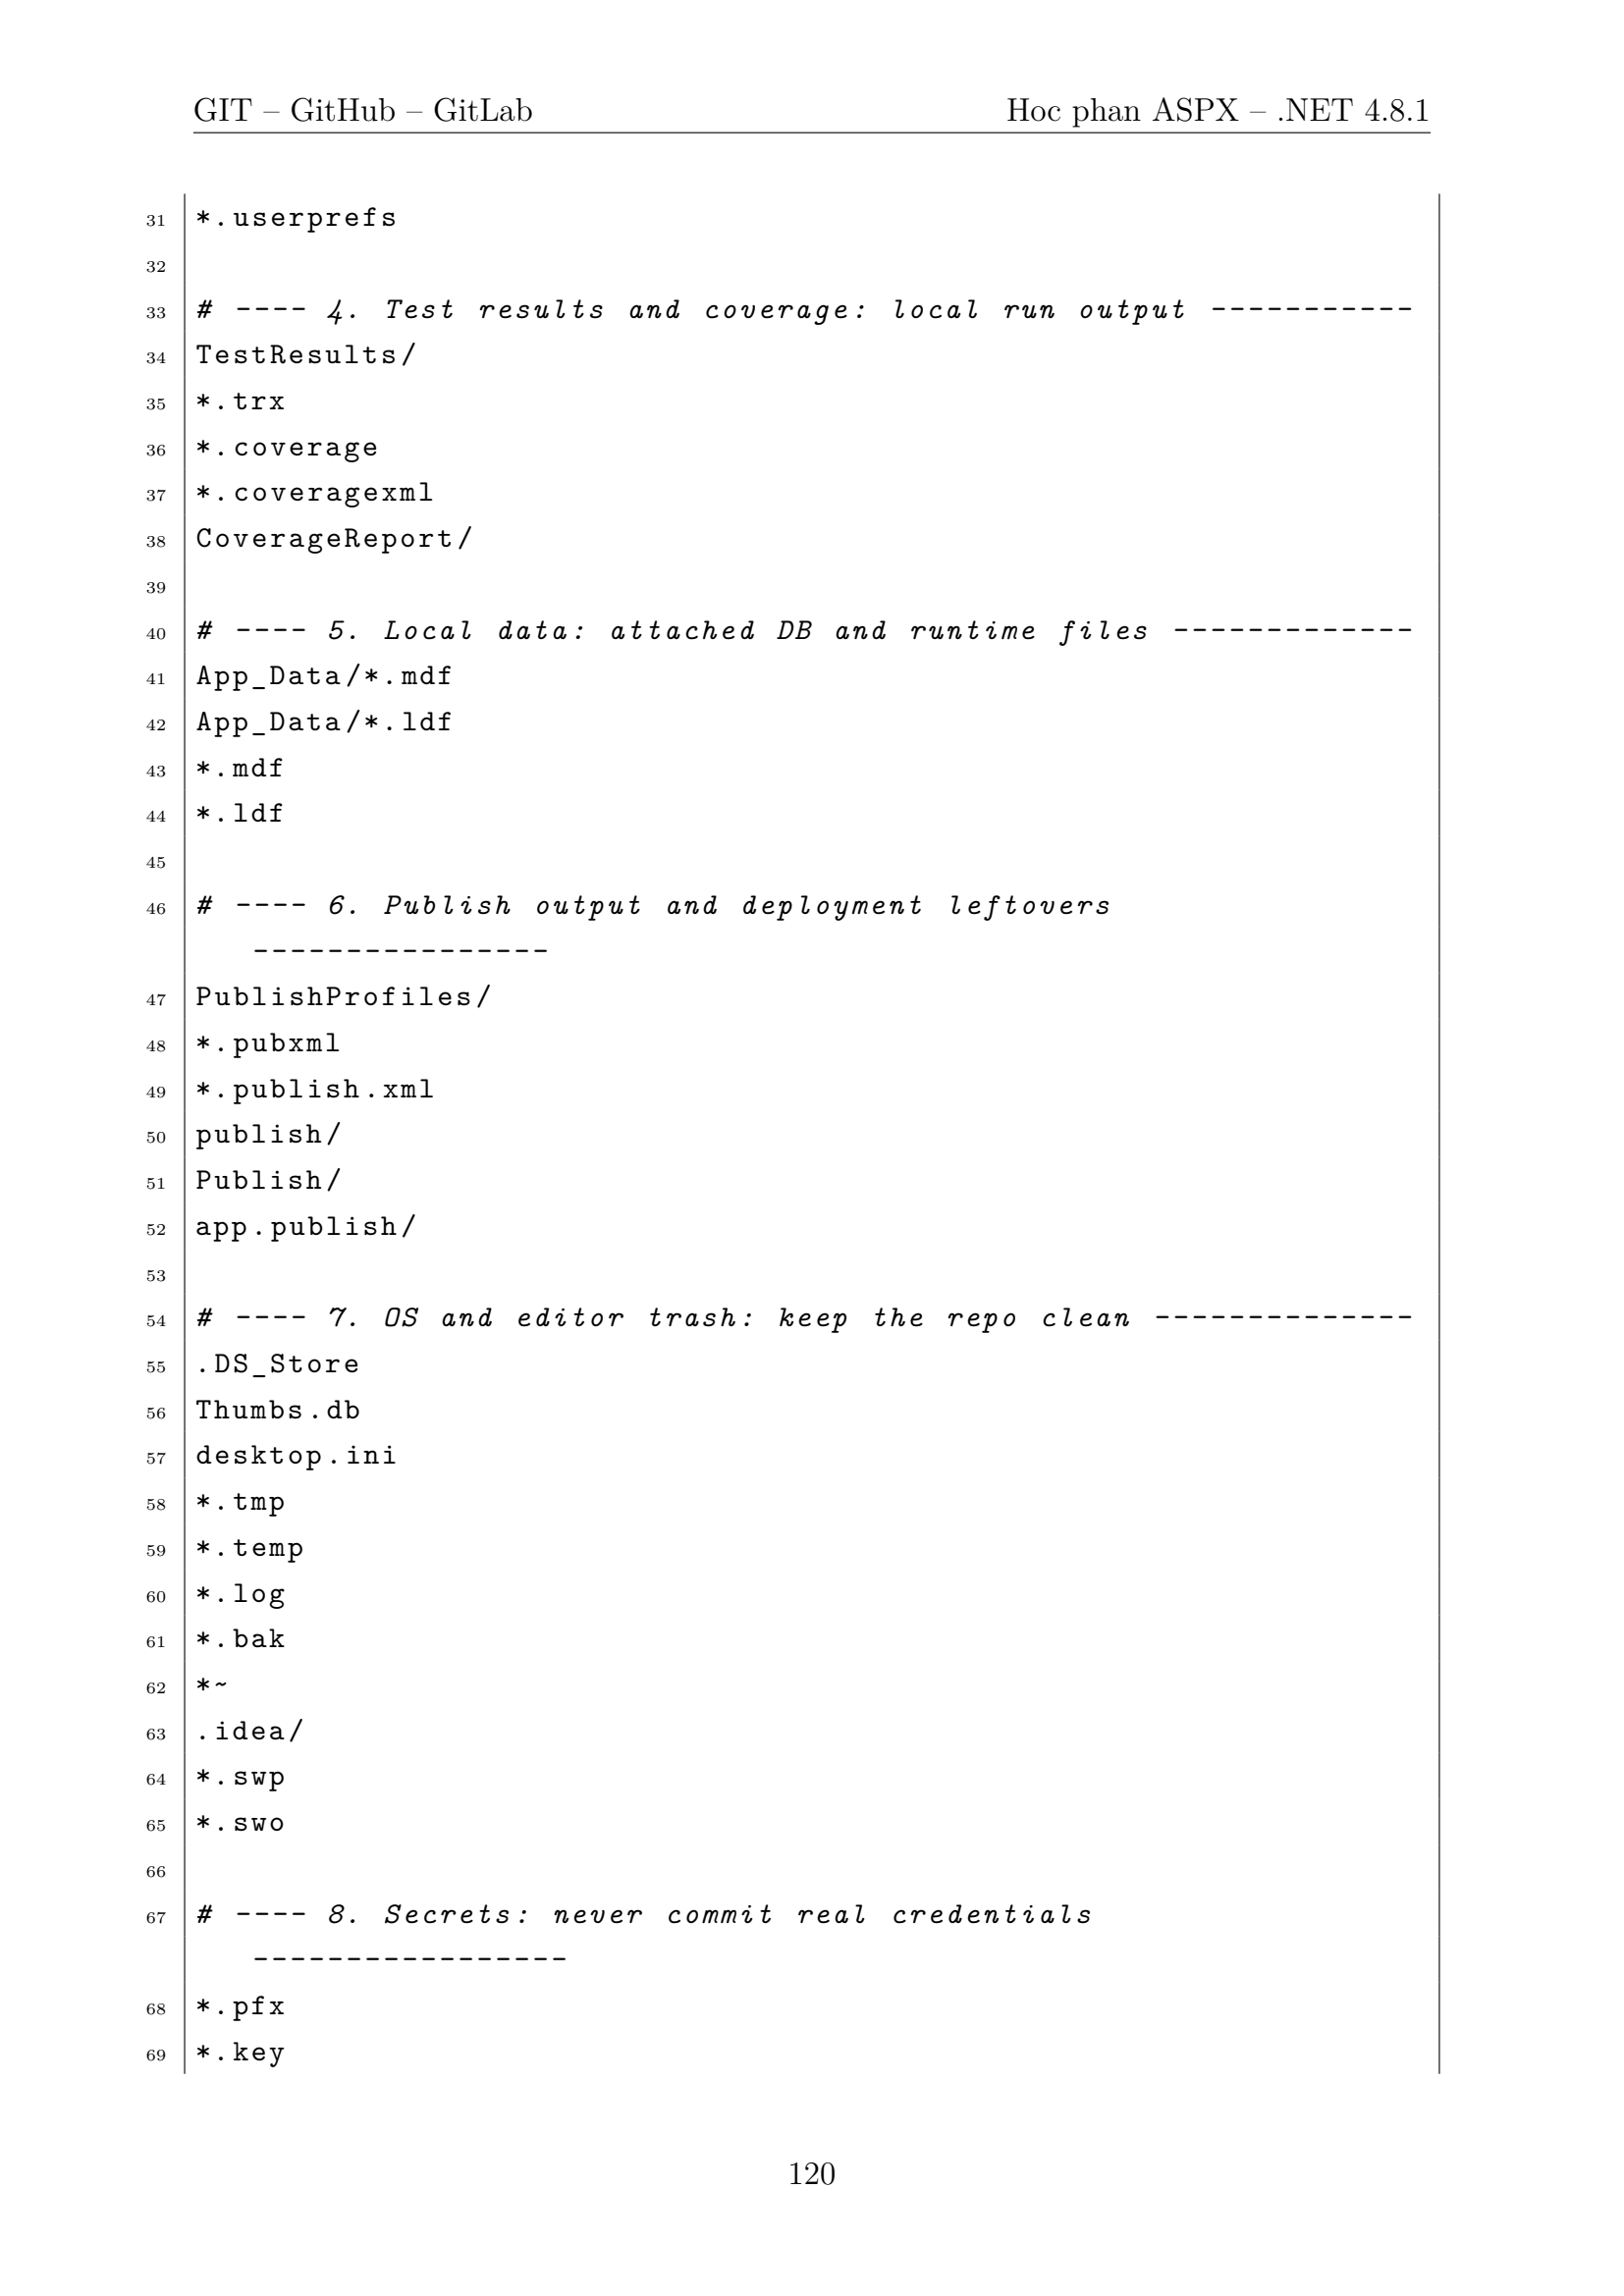 GIT – GitHub – GitLab Hoc phan ASPX – .NET 4.8.1
31 *.userprefs
32
33 # ---- 4. Test results and coverage: local run output -----------
34 TestResults/
35 *.trx
36 *.coverage
37 *.coveragexml
38 CoverageReport/
39
40 # ---- 5. Local data: attached DB and runtime files -------------
41 App_Data/*.mdf
42 App_Data/*.ldf
43 *.mdf
44 *.ldf
45
46 # ---- 6. Publish output and deployment leftovers
----------------
47 PublishProfiles/
48 *.pubxml
49 *.publish.xml
50 publish/
51 Publish/
52 app.publish/
53
54 # ---- 7. OS and editor trash: keep the repo clean --------------
55 .DS_Store
56 Thumbs.db
57 desktop.ini
58 *.tmp
59 *.temp
60 *.log
61 *.bak
62 *~
63 .idea/
64 *.swp
65 *.swo
66
67 # ---- 8. Secrets: never commit real credentials
-----------------
68 *.pfx
69 *.key
120